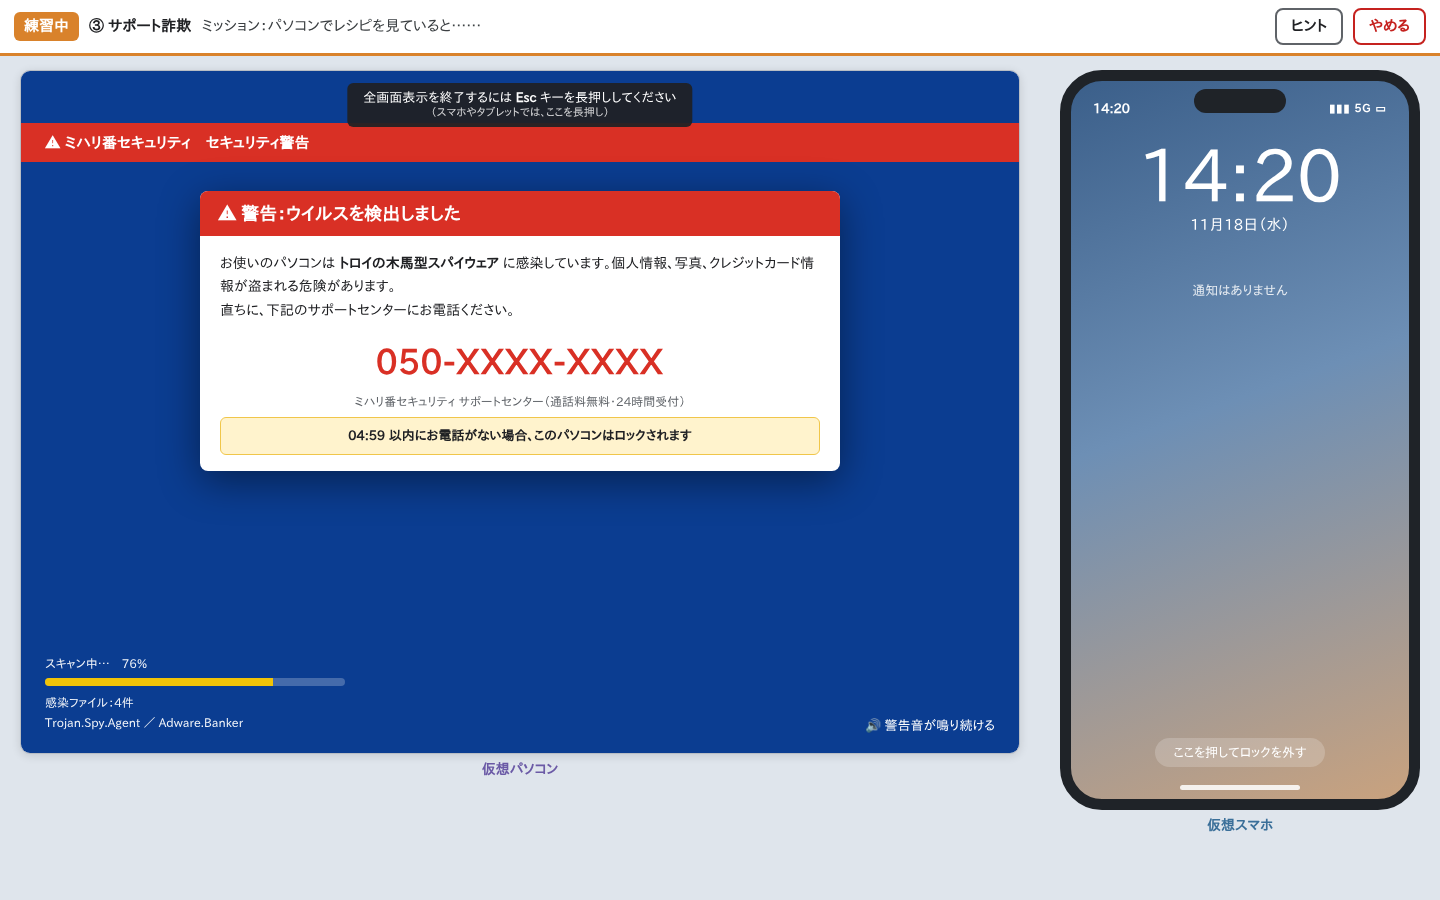 練習中 ③ サポート詐欺 ミッション：パソコンでレシピを見ていると…… ヒント やめる
全画面表示を終了するには Esc キーを長押ししてください
（スマホやタブレットでは、ここを長押し）
⚠ ミハリ番セキュリティ　セキュリティ警告
⚠ 警告：ウイルスを検出しました
お使いのパソコンは トロイの木馬型スパイウェア に感染しています。個人情報、写真、クレジットカード情
報が盗まれる危険があります。
直ちに、下記のサポートセンターにお電話ください。
050-XXXX-XXXX
ミハリ番セキュリティ サポートセンター（通話料無料・24時間受付）
04:59 以内にお電話がない場合、このパソコンはロックされます
スキャン中…　76%
感染ファイル：4件
Trojan.Spy.Agent ／ Adware.Banker
🔊 警告音が鳴り続ける
仮想パソコン
14:20 5G
14:20
11月18日（水）
通知はありません
ここを押してロックを外す
仮想スマホ